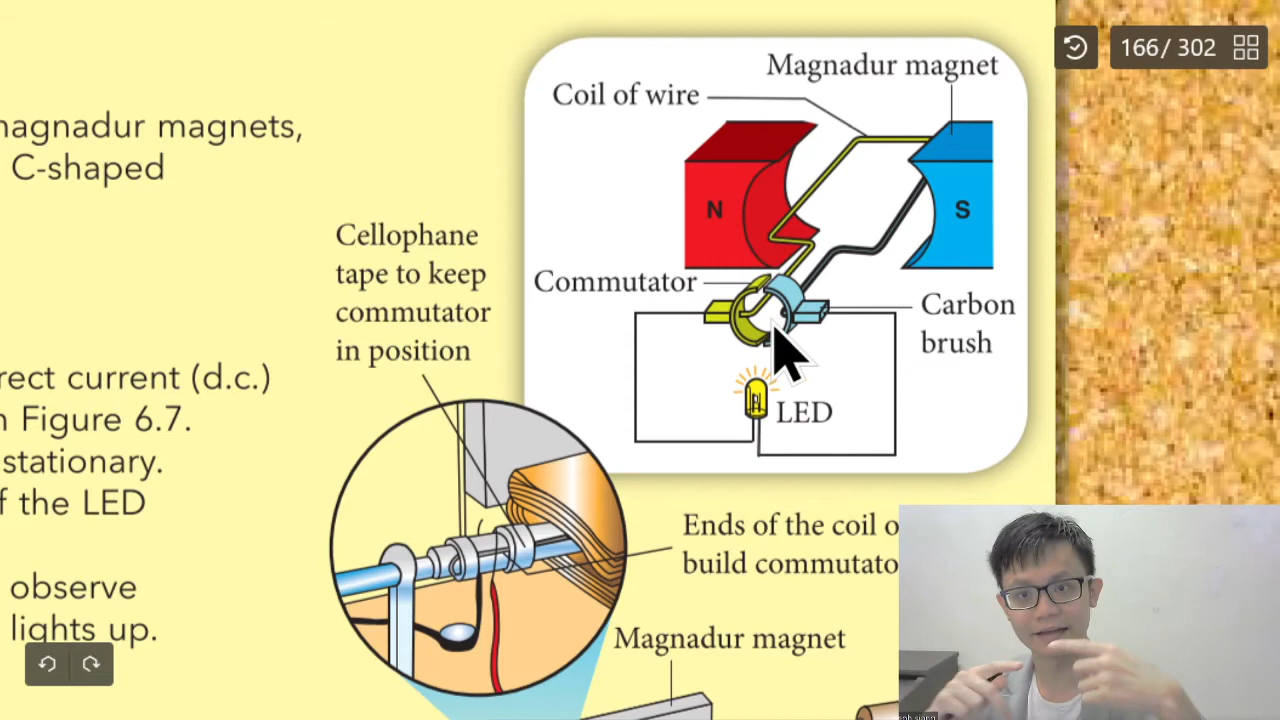 166 / 302
Magnadur magnet
Coil of wire
nagnadur magnets,
C-shaped
N
S
Cellophane
tape to keep
commutator
in position
Commutator
Carbon
brush
rect current (d.c.)
n Figure 6.7.
stationary.
f the LED
LED
observe
lights up.
Ends of the coil o
build commutato
Magnadur magnet